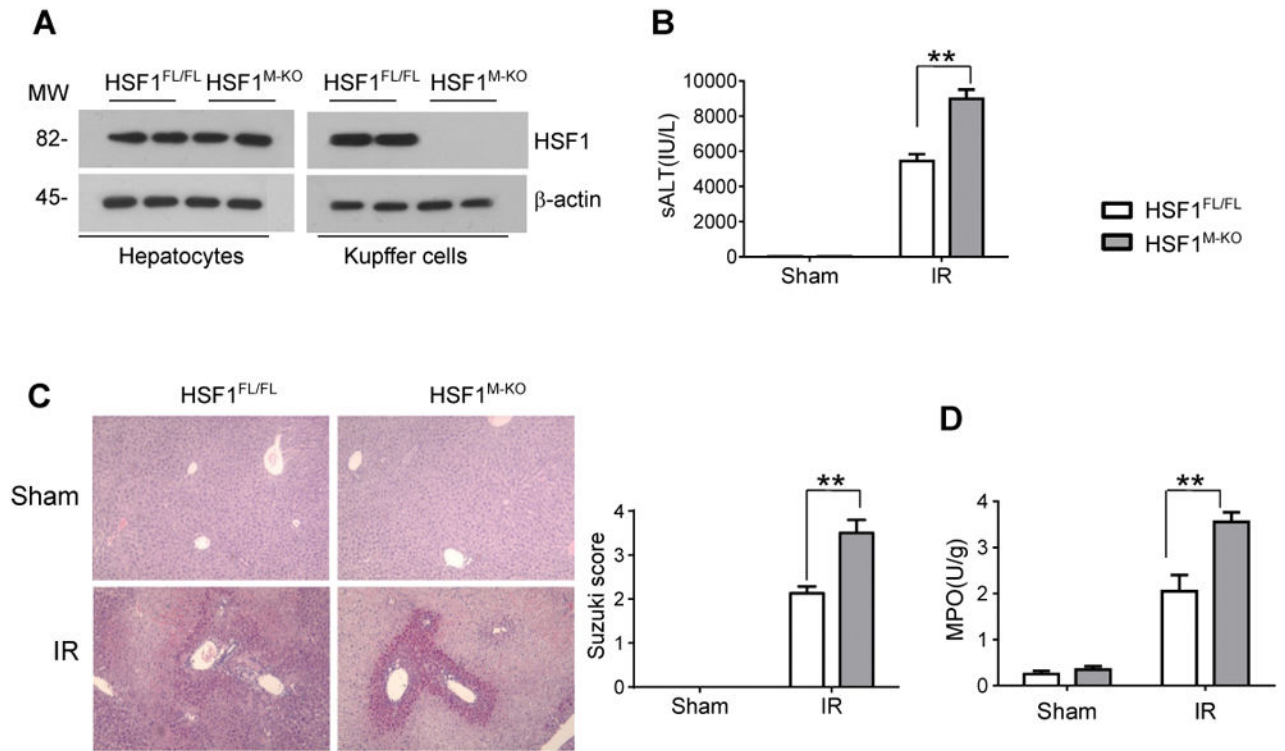 A
HSF1FL/FL HSF1M-KO HSF1FL/FL HSF1M-KO
MW
82- HSF1
45- β-actin
Hepatocytes Kupffer cells
B
**
10000
8000
6000
4000
2000
0
sALT(IU/L)
Sham IR
HSF1FL/FL
HSF1M-KO
C
HSF1FL/FL HSF1M-KO
Sham
IR
**
4
3
2
1
0
Suzuki score
Sham IR
D
**
4
3
2
1
0
MPO(U/g)
Sham IR